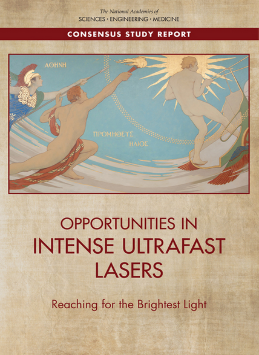 The National Academies of
SCIENCES • ENGINEERING • MEDICINE
CONSENSUS STUDY REPORT
ΑΘΗΝΗ
OPPORTUNITIES IN
INTENSE ULTRAFAST
LASERS
Reaching for the Brightest Light